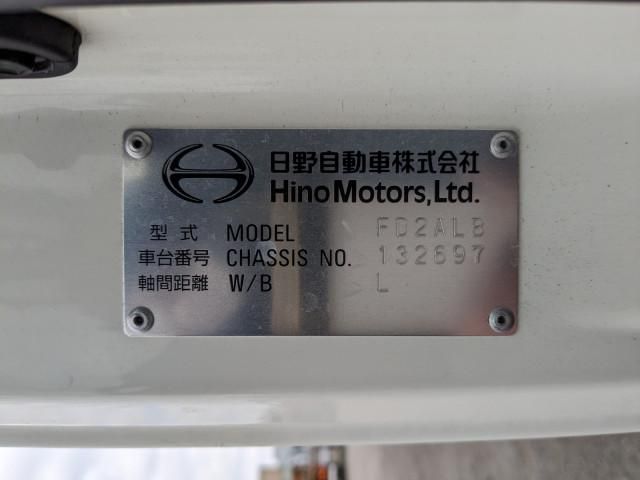 日野自動車株式会社
Hino Motors, Ltd.
型式 MODEL FD2ALB
車台番号 CHASSIS NO. 132697
軸間距離 W/B L